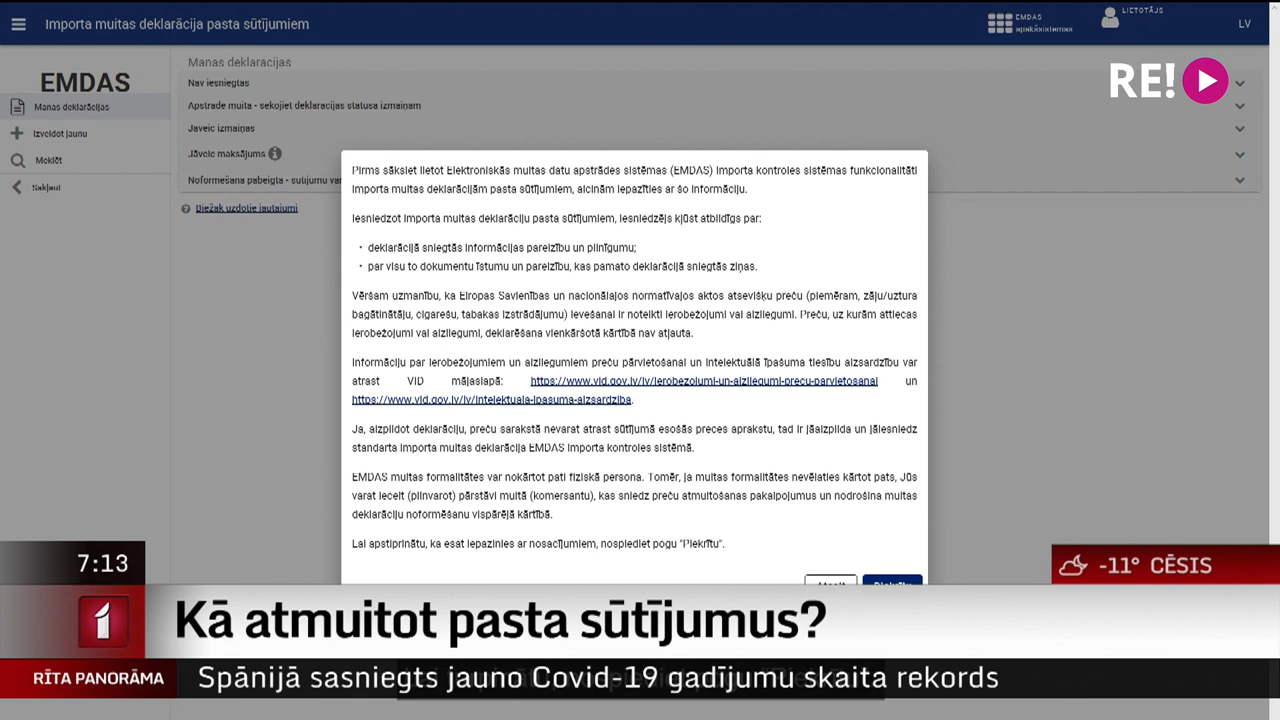 Importa muitas deklarācija pasta sūtījumiem
EMDAS
apakšsistēmas
LIETOTĀJS
LV
EMDAS
Manas deklarācijas
Izveidot jaunu
Meklēt
Sakļaut
Manas deklarācijas
Nav iesniegtas
Apstrādē muitā - sekojiet deklarācijas statusa izmaiņām
Jāveic izmaiņas
Jāveic maksājums
Noformēšana pabeigta - sūtījumu var
Biežāk uzdotie jautājumi
RE!
Pirms sāksiet lietot Elektroniskās muitas datu apstrādes sistēmas (EMDAS) Importa kontroles sistēmas funkcionalitāti
importa muitas deklarācijām pasta sūtījumiem, aicinām iepazīties ar šo informāciju.
Iesniedzot importa muitas deklarāciju pasta sūtījumiem, iesniedzējs kļūst atbildīgs par:
• deklarācijā sniegtās informācijas pareizību un pilnīgumu;
• par visu to dokumentu īstumu un pareizību, kas pamato deklarācijā sniegtās ziņas.
Vēršam uzmanību, ka Eiropas Savienības un nacionālajos normatīvajos aktos atsevišķu preču (piemēram, zāļu/uztura
bagātinātāju, cigarešu, tabakas izstrādājumu) ievešanai ir noteikti ierobežojumi vai aizliegumi. Preču, uz kurām attiecas
ierobežojumi vai aizliegumi, deklarēšana vienkāršotā kārtībā nav atļauta.
Informāciju par ierobežojumiem un aizliegumiem preču pārvietošanai un intelektuālā īpašuma tiesību aizsardzību var
atrast VID mājaslapā: https://www.vid.gov.lv/lv/ierobezojumi-un-aizliegumi-precu-parvietosanai un
https://www.vid.gov.lv/lv/intelektuala-ipasuma-aizsardziba.
Ja, aizpildot deklarāciju, preču sarakstā nevarat atrast sūtījumā esošās preces aprakstu, tad ir jāaizpilda un jāiesniedz
standarta importa muitas deklarācija EMDAS Importa kontroles sistēmā.
EMDAS muitas formalitātes var nokārtot pati fiziskā persona. Tomēr, ja muitas formalitātes nevēlaties kārtot pats, Jūs
varat iecelt (pilnvarot) pārstāvi muitā (komersantu), kas sniedz preču atmuitošanas pakalpojumus un nodrošina muitas
deklarāciju noformēšanu vispārējā kārtībā.
Lai apstiprinātu, ka esat iepazinies ar nosacījumiem, nospiediet pogu "Piekrītu".
7:13
-11° CĒSIS
1
Kā atmuitot pasta sūtījumus?
RĪTA PANORĀMA
Spānijā sasniegts jauno Covid-19 gadījumu skaita rekords